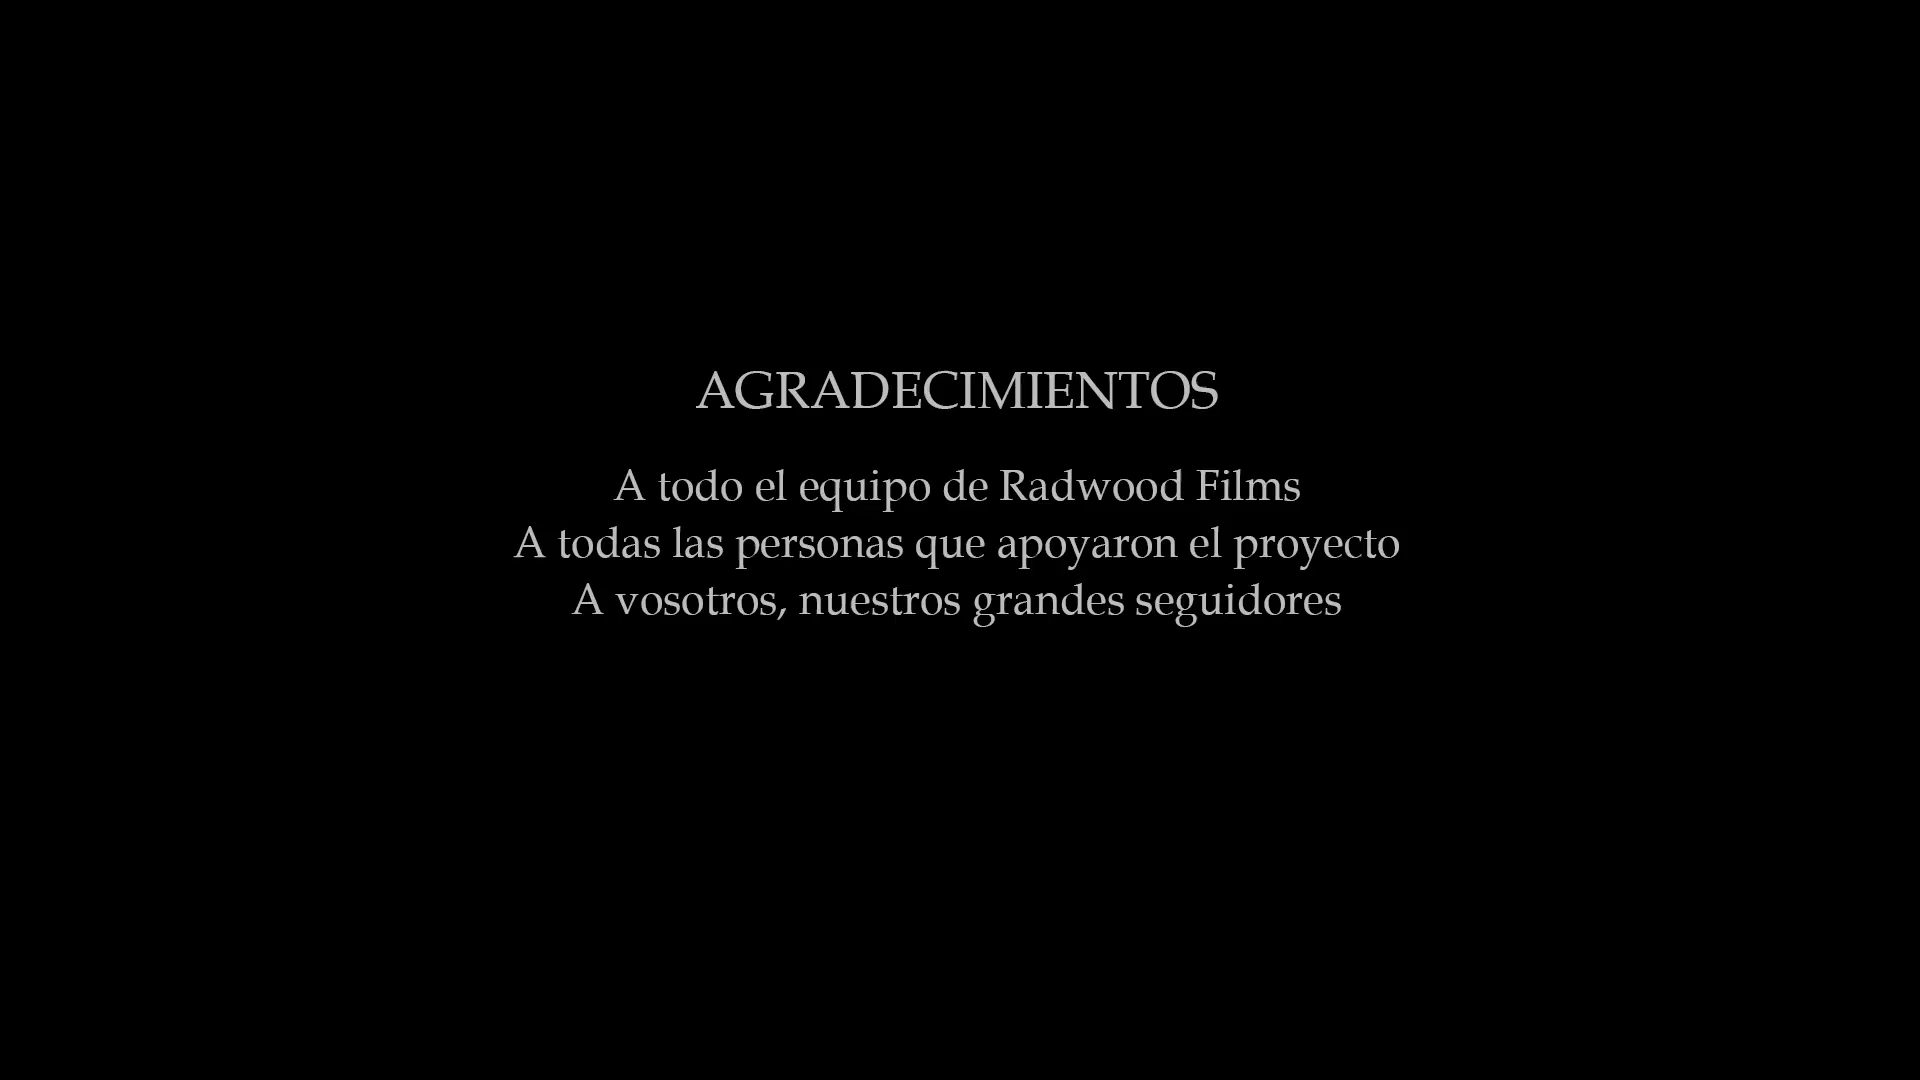 AGRADECIMIENTOS
A todo el equipo de Radwood Films
A todas las personas que apoyaron el proyecto
A vosotros, nuestros grandes seguidores